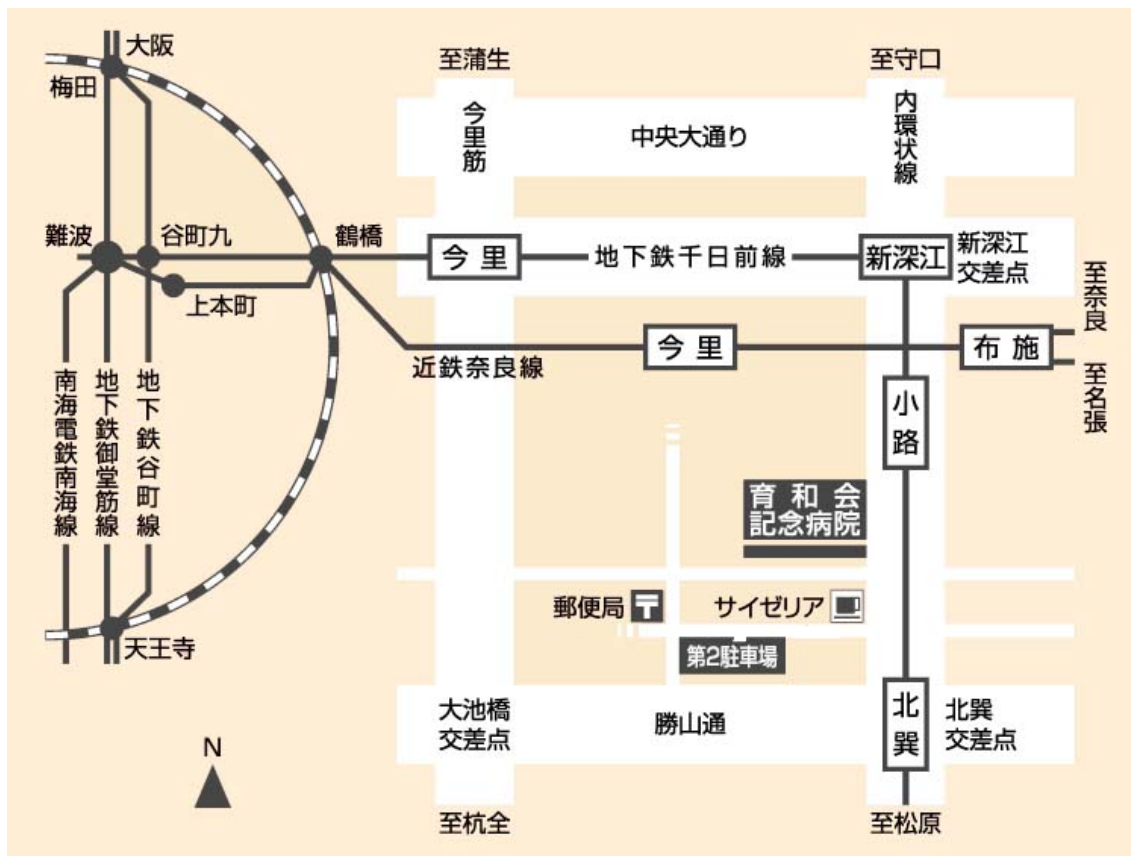 大阪
梅田
難波
谷町九
鶴橋
上本町
南海電鉄南海線
地下鉄御堂筋線
地下鉄谷町線
天王寺
N
至蒲生
至守口
今里筋
中央大通り
内環状線
今里
地下鉄千日前線
新深江
新深江
交差点
近鉄奈良線
今里
布施
至奈良
至名張
小路
育和会
記念病院
郵便局
〒
サイゼリア
第2駐車場
大池橋
交差点
勝山通
北巽
北巽
交差点
至杭全
至松原